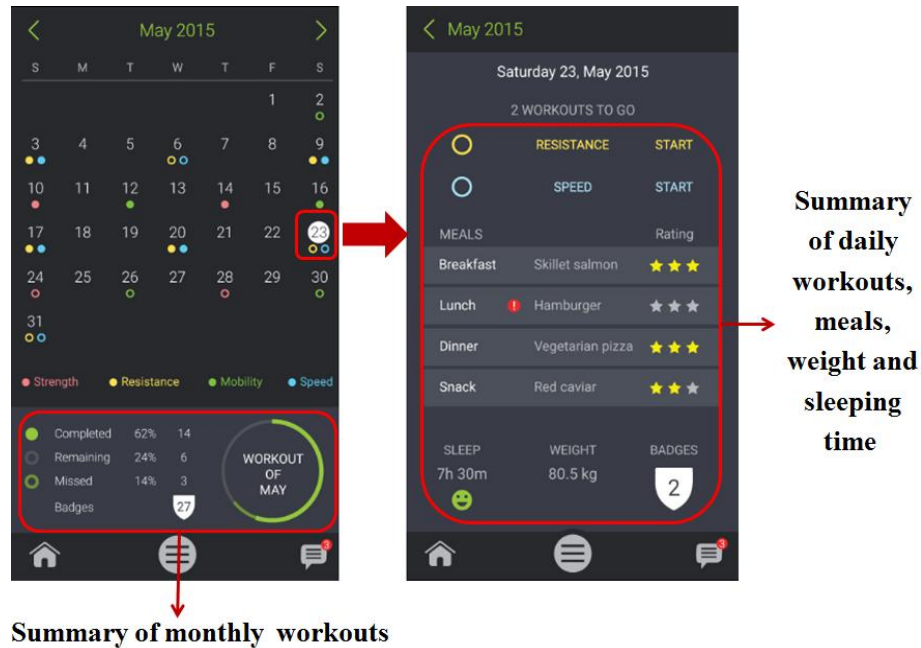 May 2015
S M T W T F S
1 2
3 4 5 6 7 8 9
10 11 12 13 14 15 16
17 18 19 20 21 22 23
24 25 26 27 28 29 30
31
Strength Resistance Mobility Speed
Completed 62% 14
Remaining 24% 6
Missed 14% 3
Badges 27
WORKOUT
OF
MAY
3
Summary of monthly workouts
May 2015
Saturday 23, May 2015
2 WORKOUTS TO GO
RESISTANCE START
SPEED START
MEALS Rating
Breakfast Skillet salmon
Lunch ! Hamburger
Dinner Vegetarian pizza
Snack Red caviar
SLEEP WEIGHT BADGES
7h 30m 80.5 kg 2
3
Summary
of daily
workouts,
meals,
weight and
sleeping
time